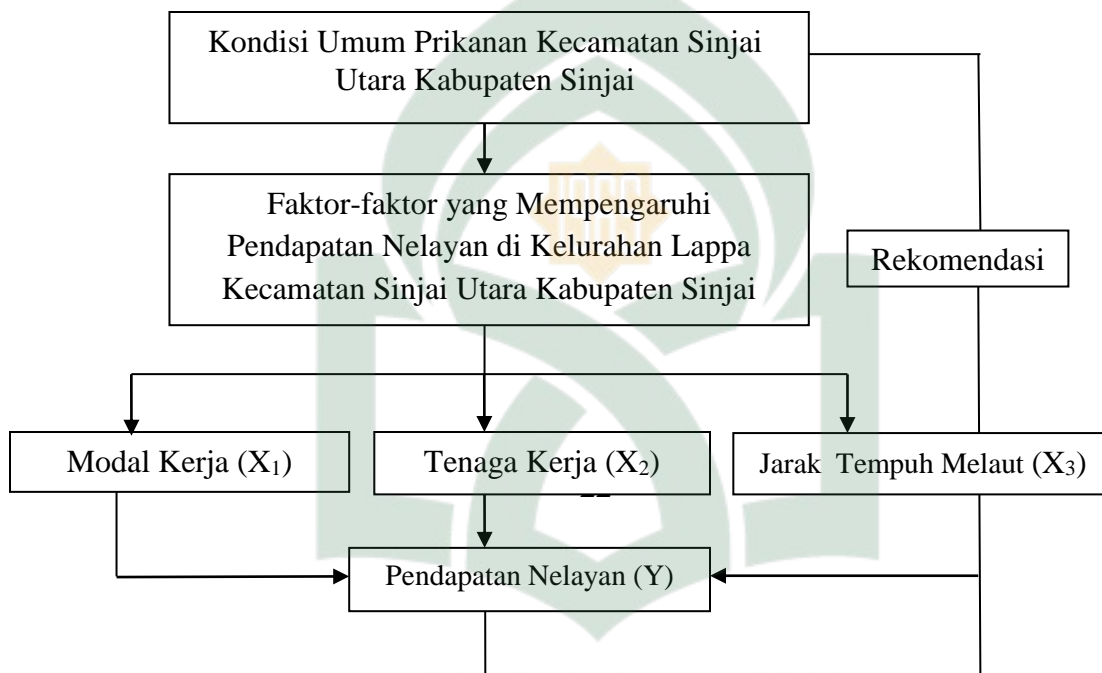 Kondisi Umum Prikanan Kecamatan Sinjai
Utara Kabupaten Sinjai
Faktor-faktor yang Mempengaruhi
Pendapatan Nelayan di Kelurahan Lappa
Kecamatan Sinjai Utara Kabupaten Sinjai
Rekomendasi
Modal Kerja (X₁)
Tenaga Kerja (X₂)
Jarak Tempuh Melaut (X₃)
Pendapatan Nelayan (Y)